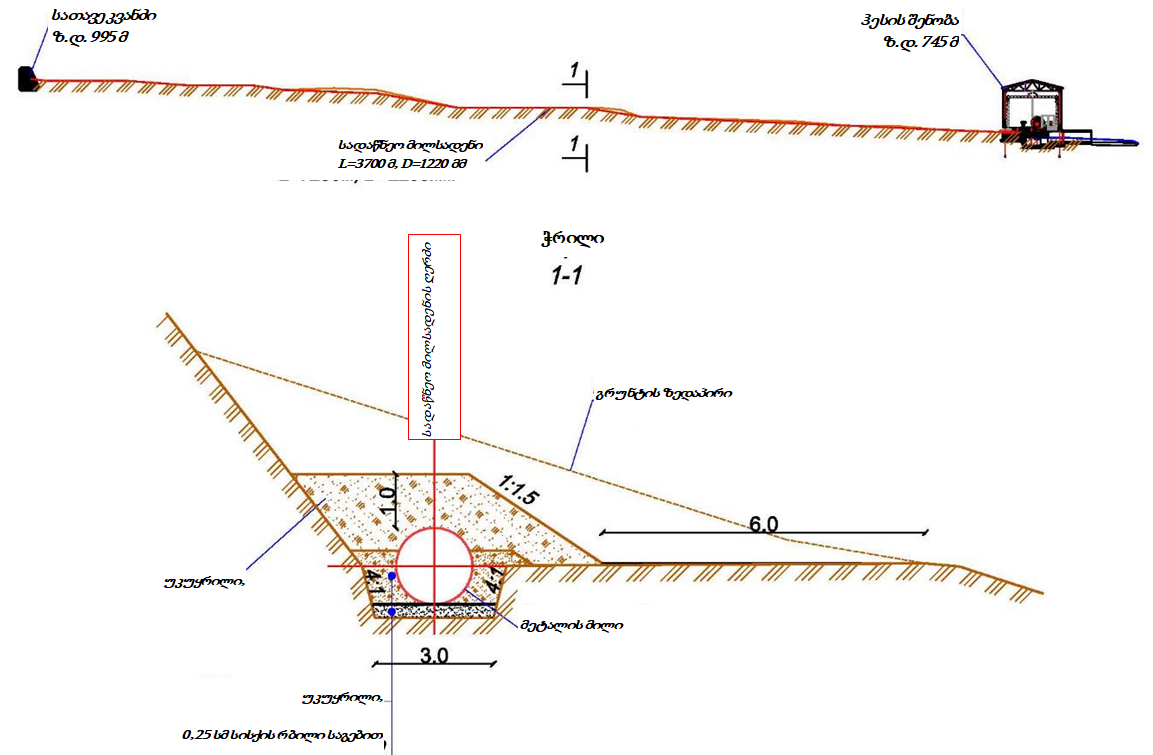 სათავე კვანძი
ზ.დ. 995 მ
ჰესის შენობა
ზ.დ. 745 მ
1
1
სადაწნეო მილსადენი
L=3700 მ, D=1220 მმ
ჭრილი
1-1
სადაწნეო მილსადენის ღერძი
გრუნტის ზედაპირი
1.0
1:1.5
6.0
უკუყრილი,
4:1
4:1
მეტალის მილი
3.0
უკუყრილი,
0,25 სმ სისქის რბილი საგებით